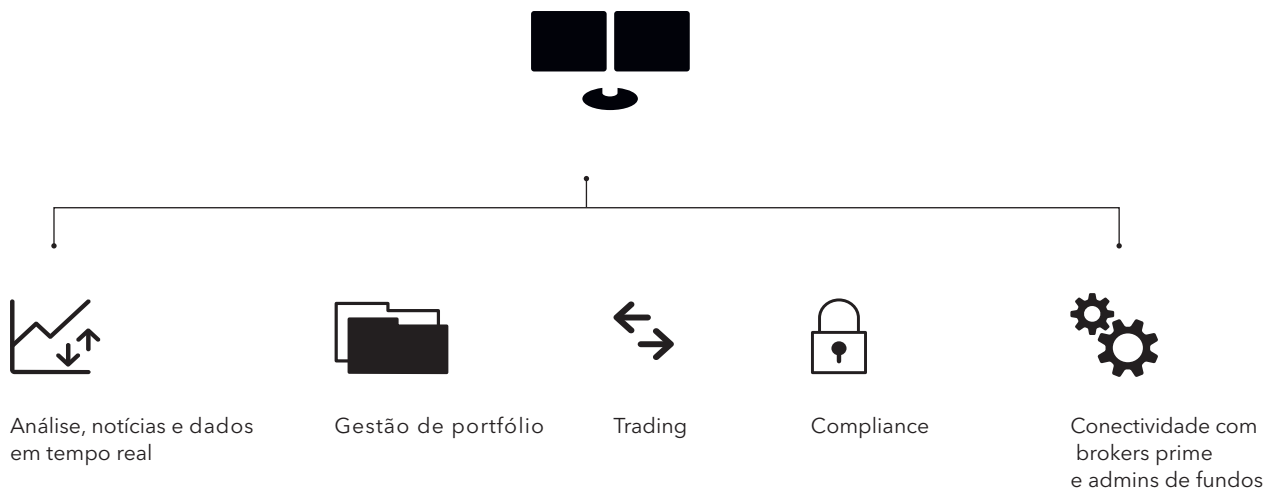 Análise, notícias e dados
em tempo real
Gestão de portfólio
Trading
Compliance
Conectividade com
brokers prime
e admins de fundos